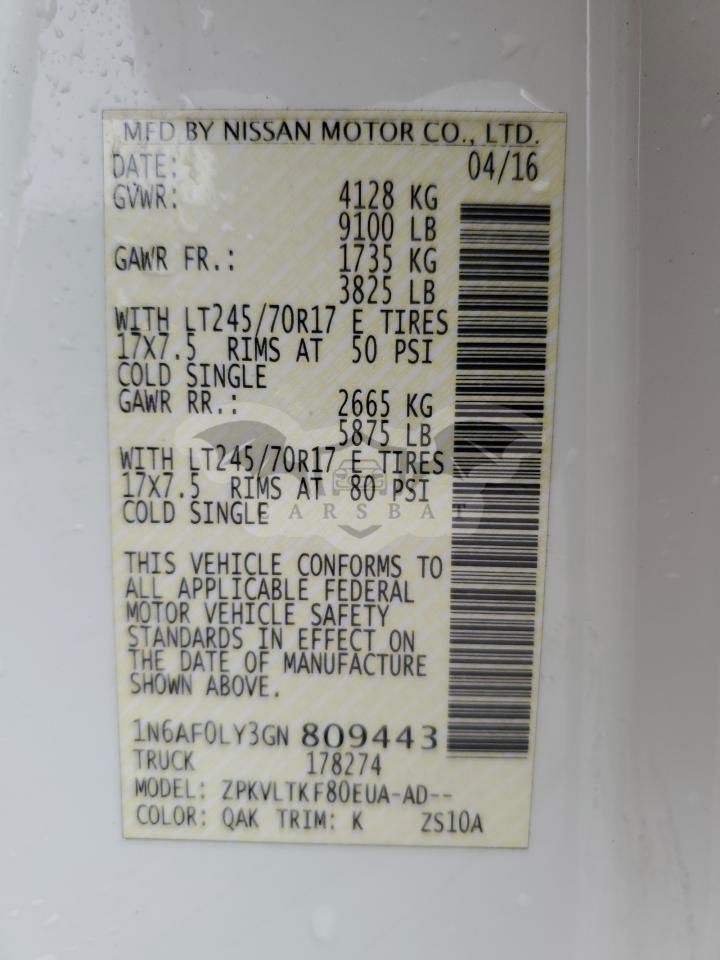 MFD BY NISSAN MOTOR CO., LTD.
DATE: 04/16
GVWR: 4128 KG
9100 LB
GAWR FR.: 1735 KG
3825 LB
WITH LT245/70R17 E TIRES
17X7.5 RIMS AT 50 PSI
COLD SINGLE
GAWR RR.: 2665 KG
5875 LB
WITH LT245/70R17 E TIRES
17X7.5 RIMS AT 80 PSI
COLD SINGLE
CARSBAT
THIS VEHICLE CONFORMS TO
ALL APPLICABLE FEDERAL
MOTOR VEHICLE SAFETY
STANDARDS IN EFFECT ON
THE DATE OF MANUFACTURE
SHOWN ABOVE.
1N6AF0LY3GN 809443
TRUCK 178274
MODEL: ZPKVLTKF80EUA-AD--
COLOR: QAK TRIM: K ZS10A